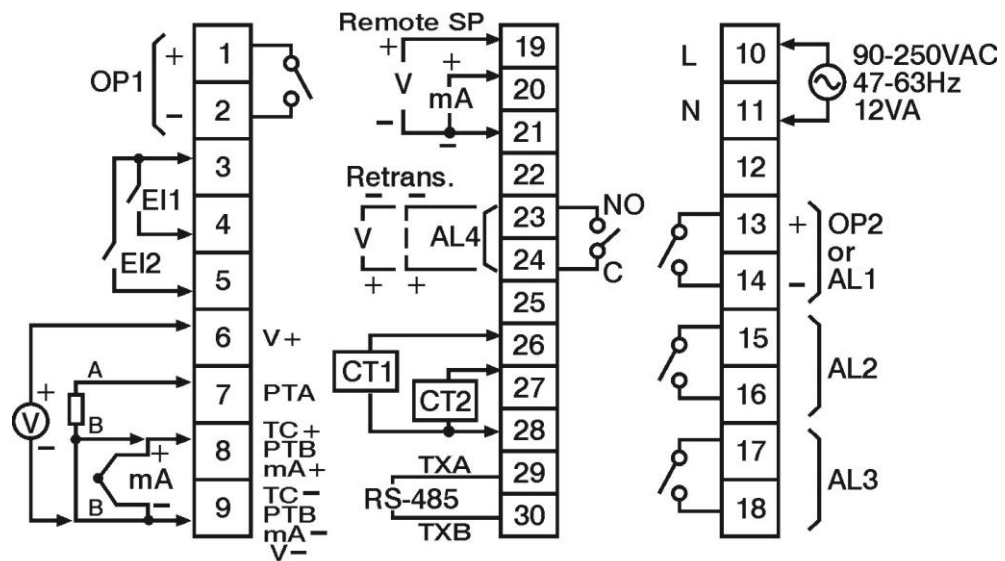 OP1
+
−
1
2
3
4
5
6
7
8
9
EI1
EI2
V+
PTA
TC+
PTB
mA+
TC−
PTB
mA−
V−
+
V
−
A
B
B
+
mA
−
Remote SP
+
V
−
+
mA
−
Retrans.
−
−
V
+
+
AL4
NO
C
CT1
CT2
TXA
RS-485
TXB
19
20
21
22
23
24
25
26
27
28
29
30
L
N
10
11
12
13
14
15
16
17
18
90-250VAC
47-63Hz
12VA
+
−
OP2
or
AL1
AL2
AL3